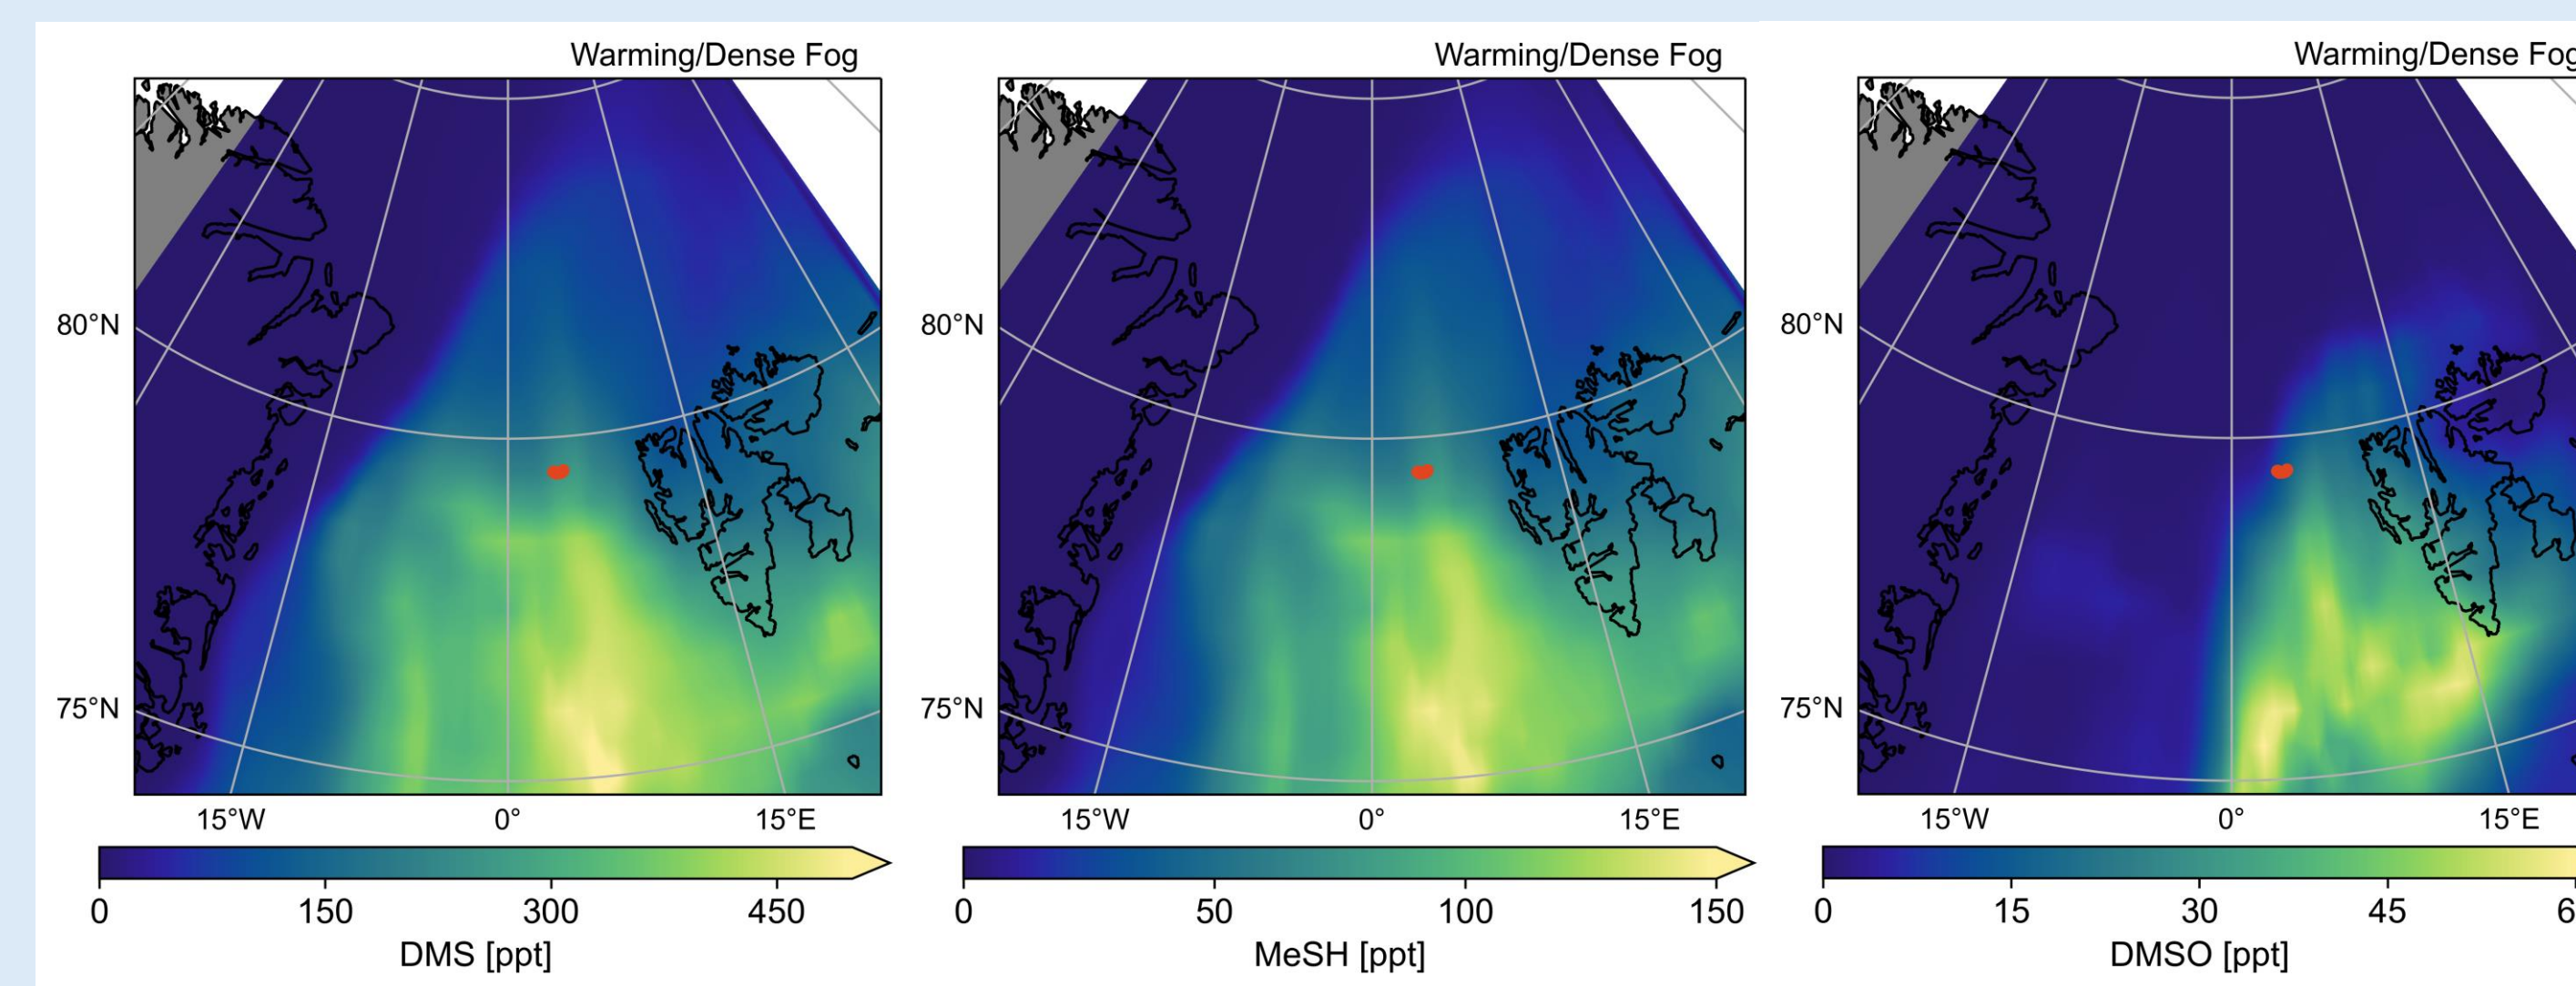 Warming/Dense Fog
Warming/Dense Fog
Warming/Dense Fog
80°N
80°N
80°N
75°N
75°N
75°N
15°W 0° 15°E
15°W 0° 15°E
15°W 0° 15°E
0 150 300 450
0 50 100 150
0 15 30 45 6
DMS [ppt]
MeSH [ppt]
DMSO [ppt]